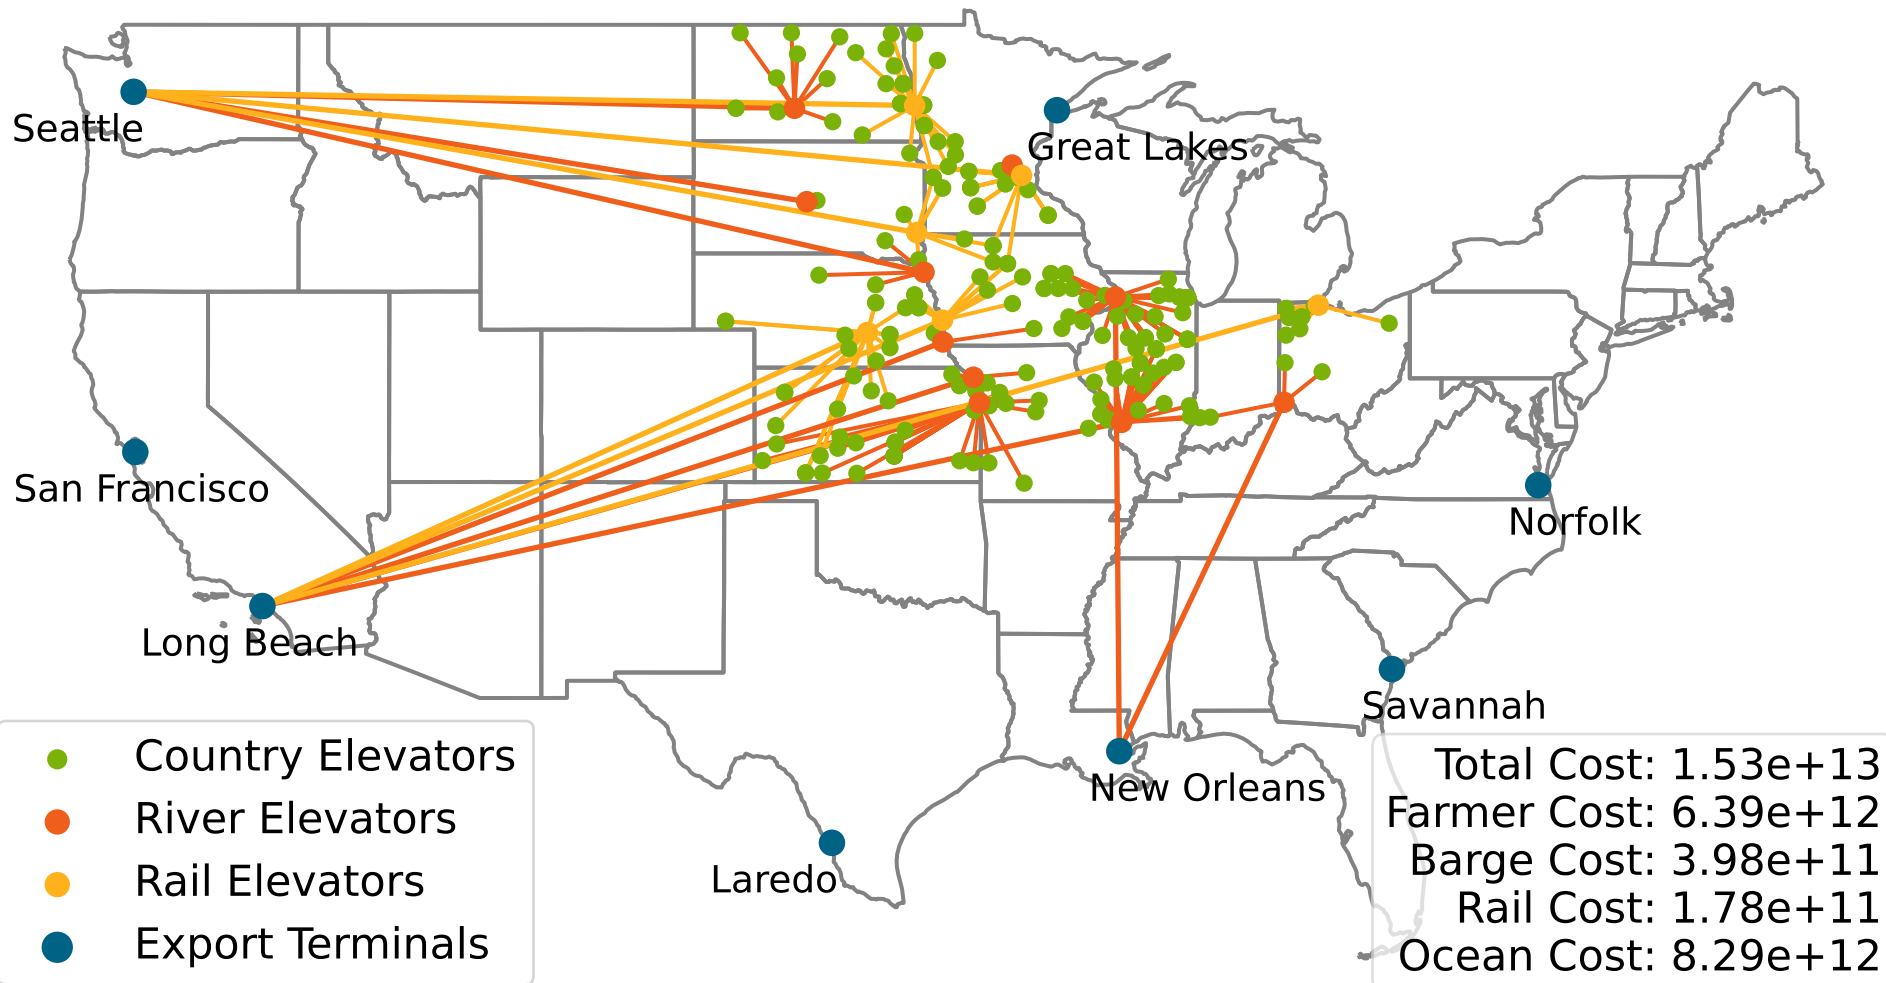 Seattle
Great Lakes
San Francisco
Norfolk
Long Beach
Savannah
New Orleans
Laredo
Country Elevators
River Elevators
Rail Elevators
Export Terminals
Total Cost: 1.53e+13
Farmer Cost: 6.39e+12
Barge Cost: 3.98e+11
Rail Cost: 1.78e+11
Ocean Cost: 8.29e+12